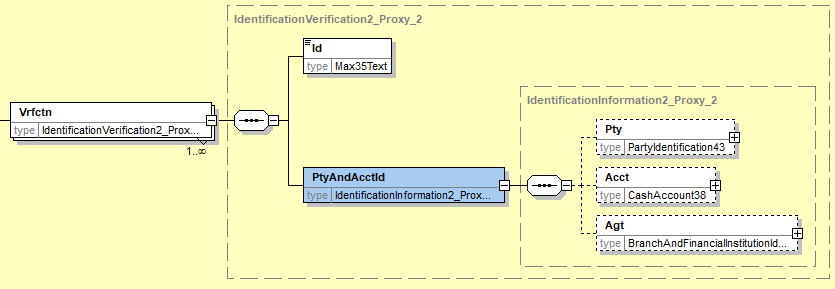 IdentificationVerification2_Proxy_2
Id
type Max35Text
IdentificationInformation2_Proxy_2
Vrfctn
type IdentificationVerification2_Prox...
1..∞
Pty
type PartyIdentification43
PtyAndAcctId
type IdentificationInformation2_Prox...
Acct
type CashAccount38
Agt
type BranchAndFinancialInstitutionId...